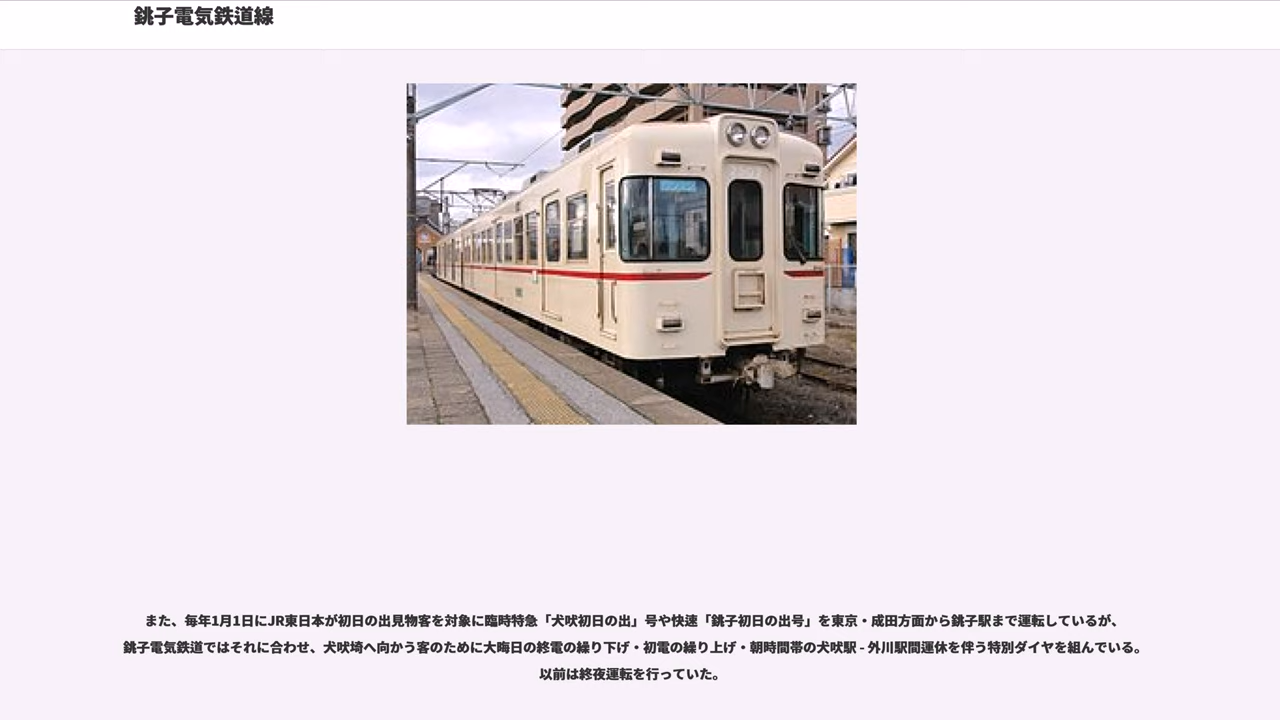 銚子電気鉄道線
また、毎年1月1日にJR東日本が初日の出見物客を対象に臨時特急「犬吠初日の出」号や快速「銚子初日の出号」を東京・成田方面から銚子駅まで運転しているが、
銚子電気鉄道ではそれに合わせ、犬吠埼へ向かう客のために大晦日の終電の繰り下げ・初電の繰り上げ・朝時間帯の犬吠駅 - 外川駅間運休を伴う特別ダイヤを組んでいる。
以前は終夜運転を行っていた。